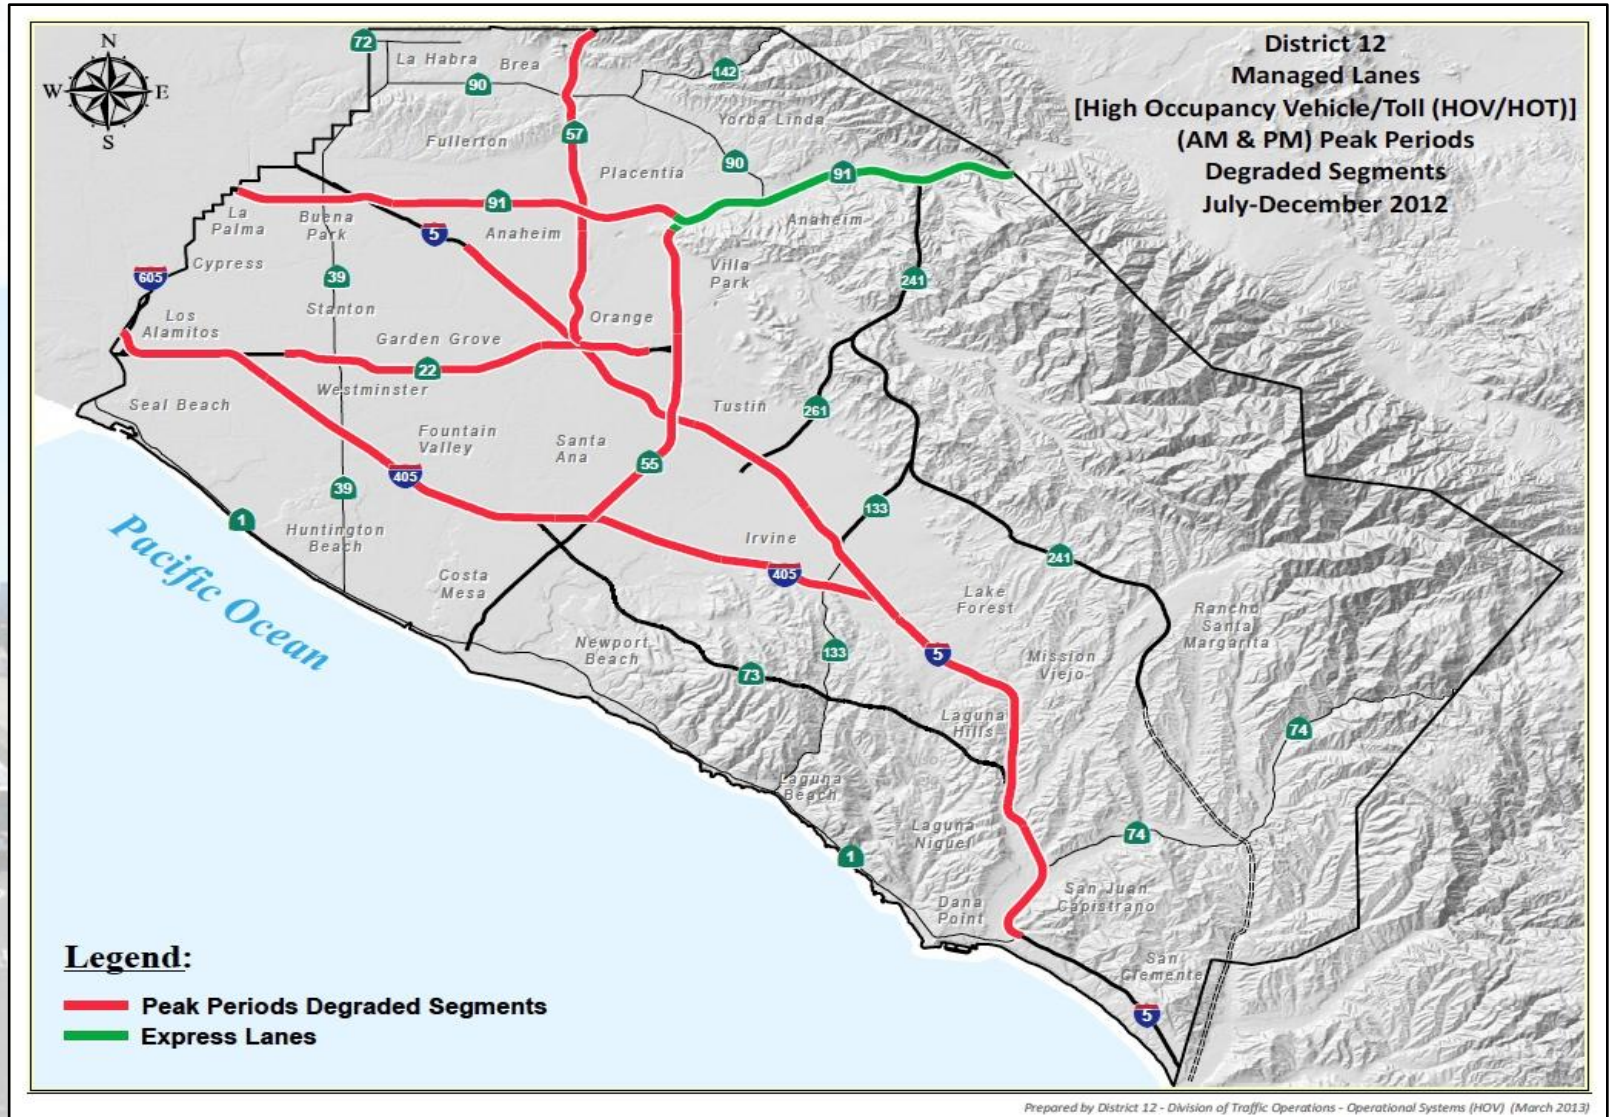 District 12
Managed Lanes
[High Occupancy Vehicle/Toll (HOV/HOT)]
(AM & PM) Peak Periods
Degraded Segments
July-December 2012
N
W
E
S
72
La Habra
Brea
90
142
57
Fullerton
Yorba Linda
90
Placentia
91
91
La
Palma
Buena
Park
5
Anaheim
Anaheim
Cypress
605
39
Villa
Park
241
Stanton
Los
Alamitos
Orange
Garden Grove
22
Westminster
Seal Beach
Tustin
261
Fountain
Valley
Santa
Ana
55
405
39
133
1
Huntington
Beach
Irvine
405
241
Pacific Ocean
Costa
Mesa
Lake
Forest
Rancho
Santa
Margarita
Newport
Beach
133
5
Mission
Viejo
73
Laguna
Hills
74
Laguna
Beach
Laguna
Niguel
74
1
San Juan
Capistrano
Dana
Point
San
Clemente
5
Legend:
Peak Periods Degraded Segments
Express Lanes
Prepared by District 12 - Division of Traffic Operations - Operational Systems (HOV) (March 2013)